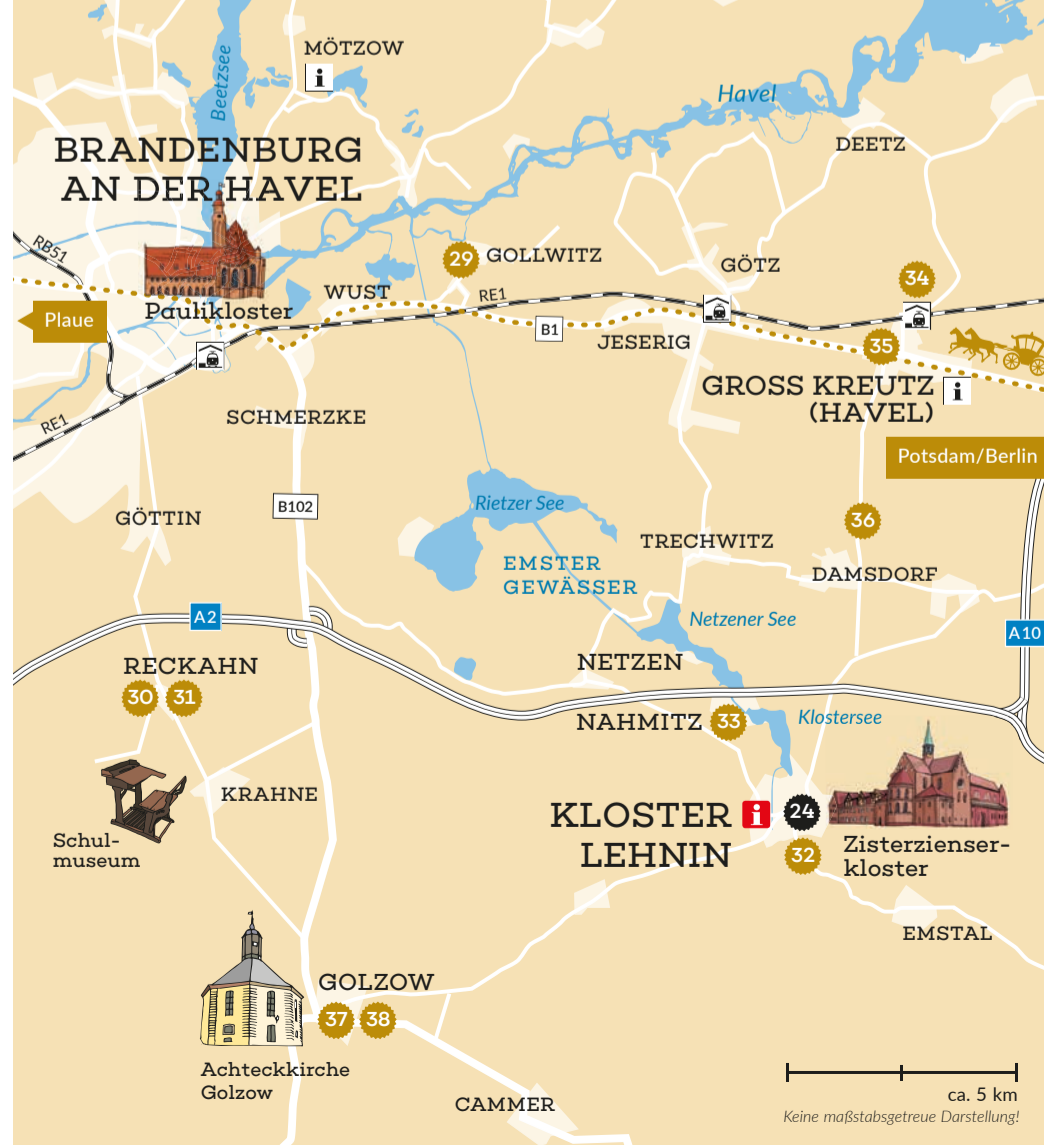 MÖTZOW
i
Beetzsee
Havel
DEETZ
BRANDENBURG
AN DER HAVEL
RB51
29
GOLLWITZ
GÖTZ
34
WUST
RE1
Plaue
Paulikloster
B1
JESERIG
35
GROSS KREUTZ
(HAVEL)
i
SCHMERZKE
RE1
Potsdam/Berlin
B102
Rietzer See
GÖTTIN
36
TRECHWITZ
EMSTER
GEWÄSSER
DAMSDORF
A2
Netzener See
A10
RECKAHN
NETZEN
30
31
NAHMITZ
33
Klostersee
KRAHNE
KLOSTER
LEHNIN
i
24
32
Zisterzienser-
kloster
Schul-
museum
EMSTAL
GOLZOW
37
38
Achteckkirche
Golzow
CAMMER
ca. 5 km
Keine maßstabsgetreue Darstellung!